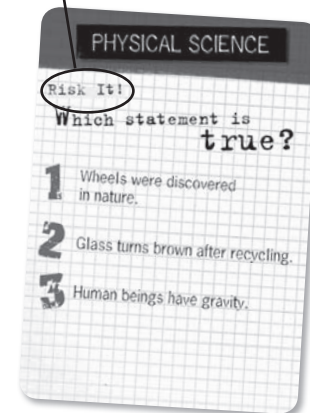 PHYSICAL SCIENCE
Risk It!
Which statement is
true?
1 Wheels were discovered
in nature.
2 Glass turns brown after recycling.
3 Human beings have gravity.